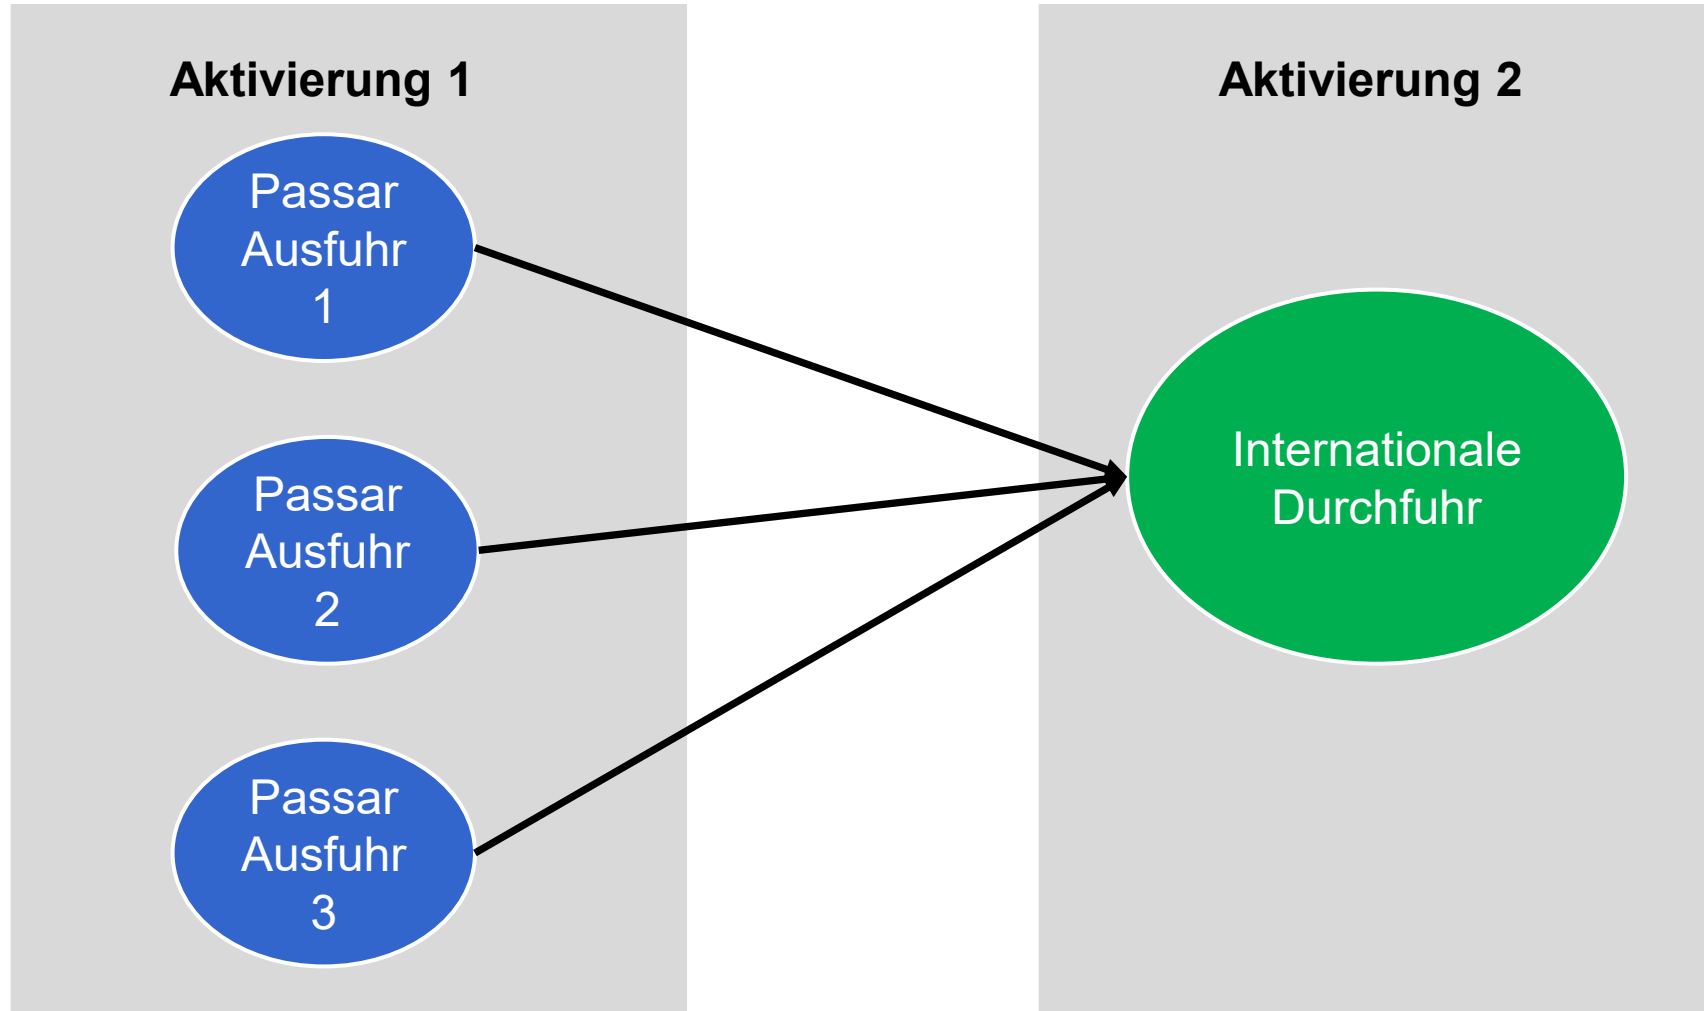 Aktivierung 1
Passar
Ausfuhr
1
Passar
Ausfuhr
2
Passar
Ausfuhr
3
Aktivierung 2
Internationale
Durchfuhr